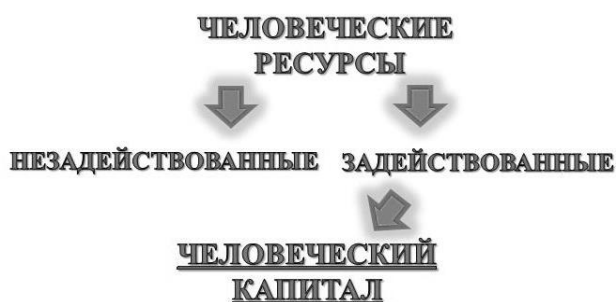 ЧЕЛОВЕЧЕСКИЕ
РЕСУРСЫ
НЕЗАДЕЙСТВОВАННЫЕ ЗАДЕЙСТВОВАННЫЕ
ЧЕЛОВЕЧЕСКИЙ
КАПИТАЛ